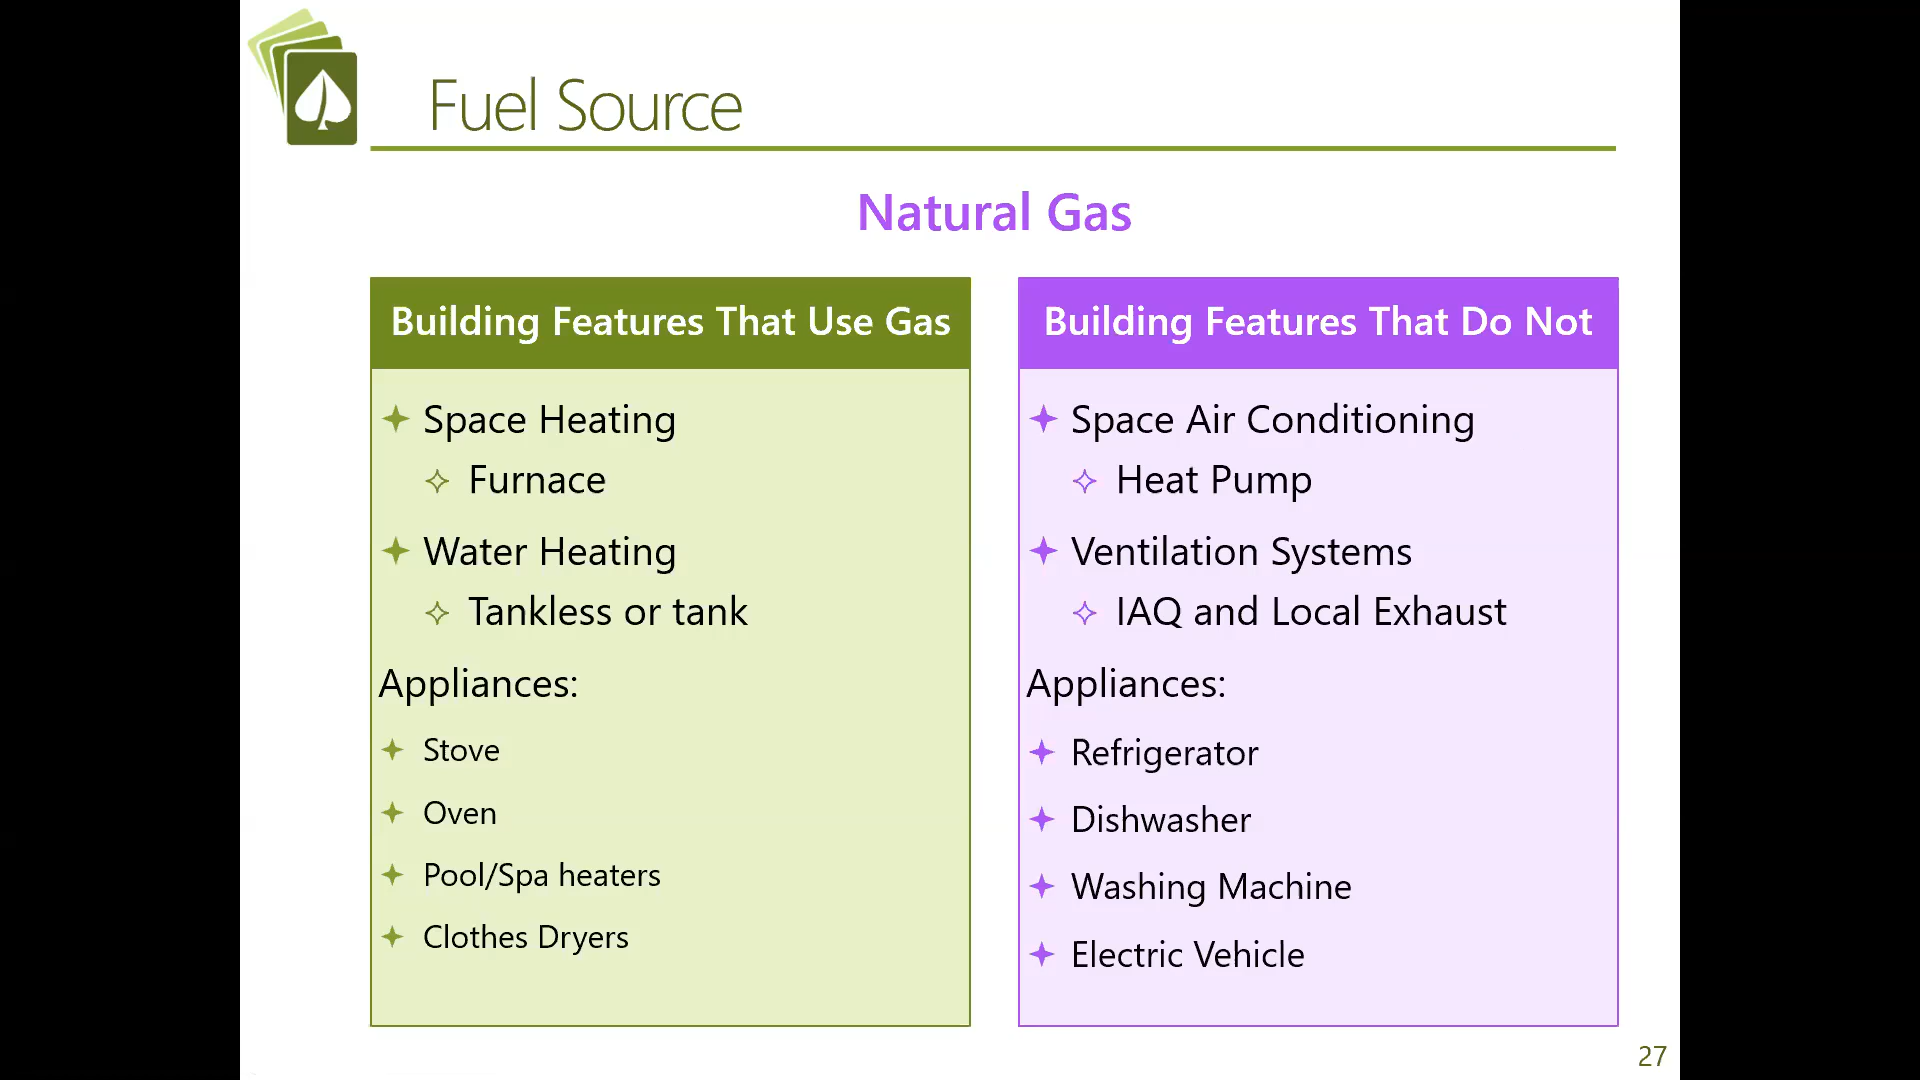 Fuel Source
Natural Gas
Building Features That Use Gas
Space Heating
Furnace
Water Heating
Tankless or tank
Appliances:
Stove
Oven
Pool/Spa heaters
Clothes Dryers
Building Features That Do Not
Space Air Conditioning
Heat Pump
Ventilation Systems
IAQ and Local Exhaust
Appliances:
Refrigerator
Dishwasher
Washing Machine
Electric Vehicle
27